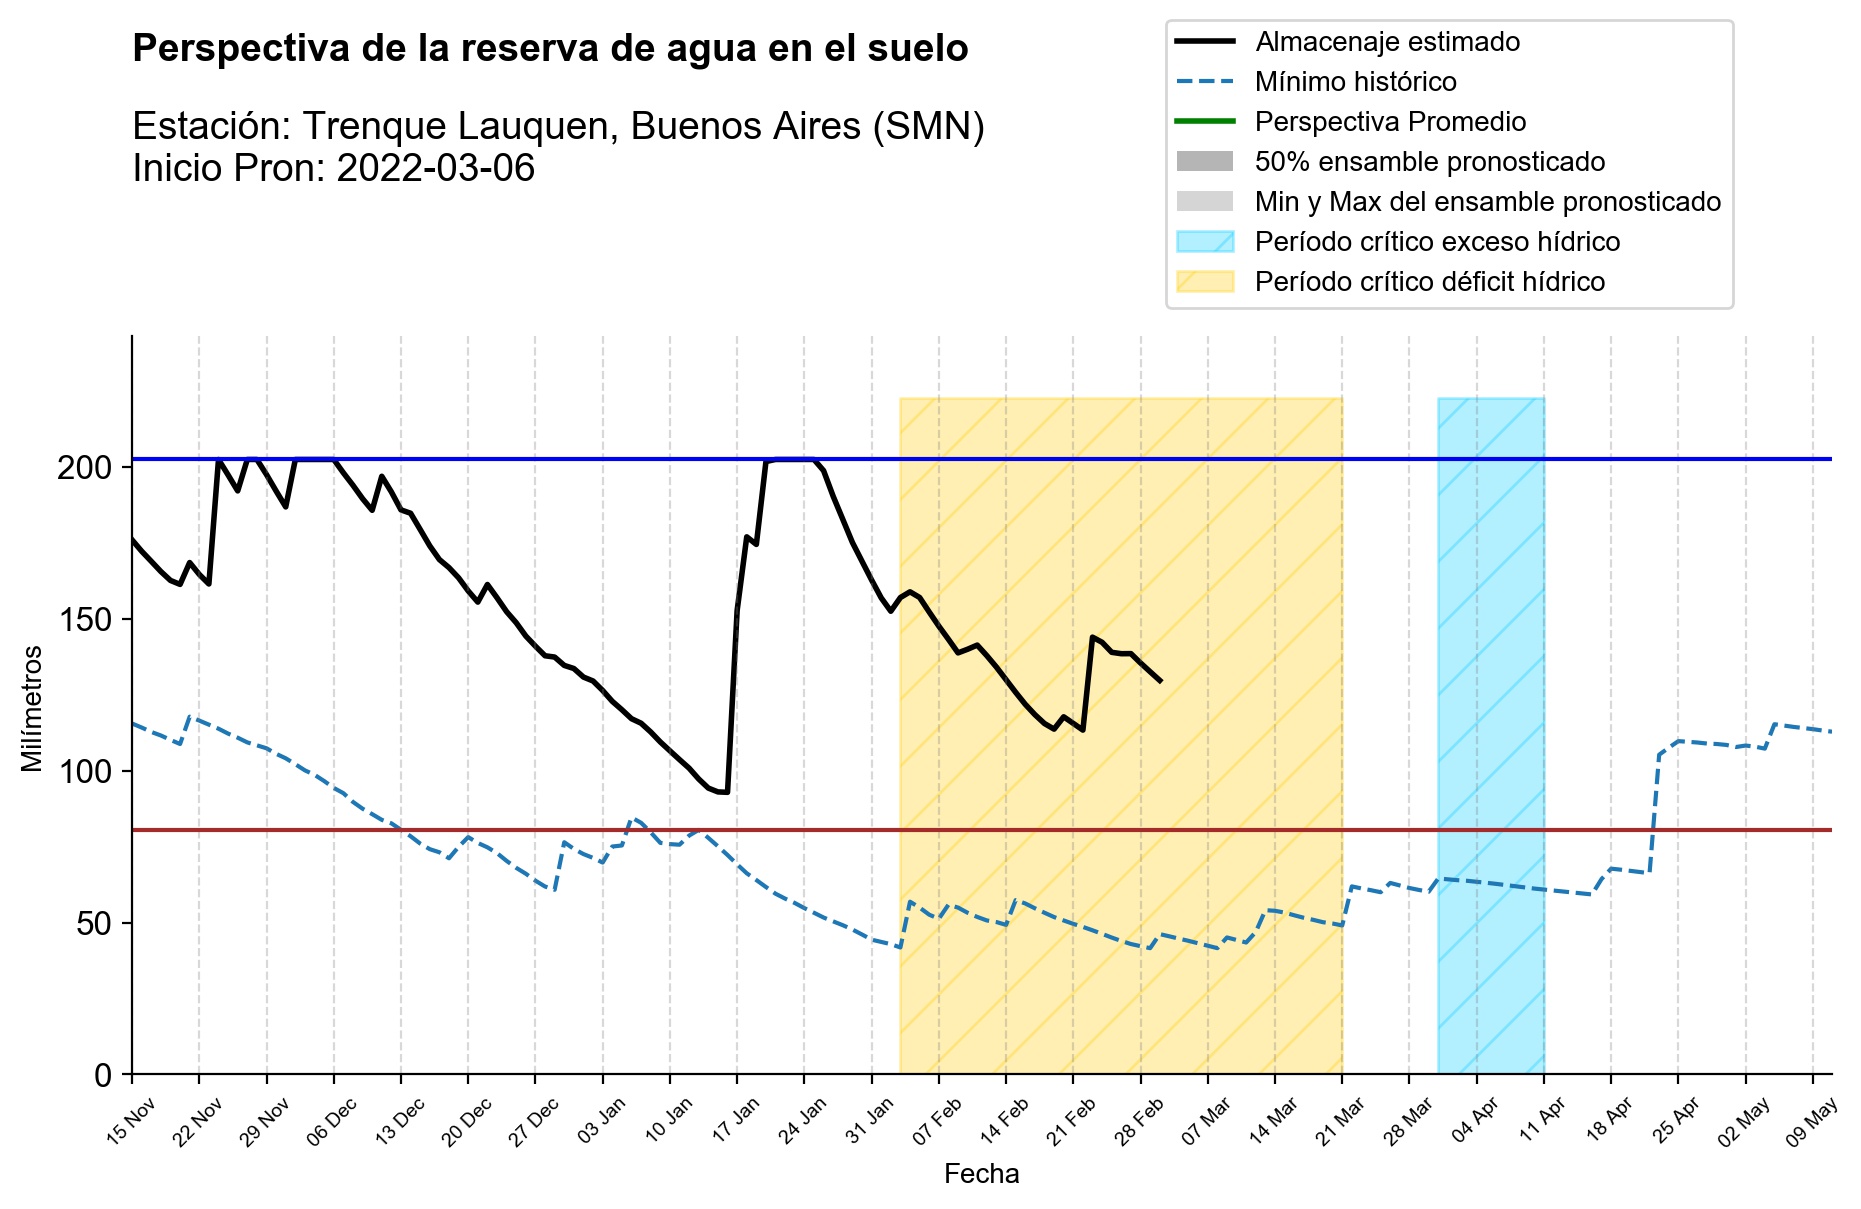 Perspectiva de la reserva de agua en el suelo
Estación: Trenque Lauquen, Buenos Aires (SMN)
Inicio Pron: 2022-03-06
Almacenaje estimado
Mínimo histórico
Perspectiva Promedio
50% ensamble pronosticado
Min y Max del ensamble pronosticado
Período crítico exceso hídrico
Período crítico déficit hídrico
Milímetros
200
150
100
50
0
15 Nov
22 Nov
29 Nov
06 Dec
13 Dec
20 Dec
27 Dec
03 Jan
10 Jan
17 Jan
24 Jan
31 Jan
07 Feb
14 Feb
21 Feb
28 Feb
07 Mar
14 Mar
21 Mar
28 Mar
04 Apr
11 Apr
18 Apr
25 Apr
02 May
09 May
Fecha